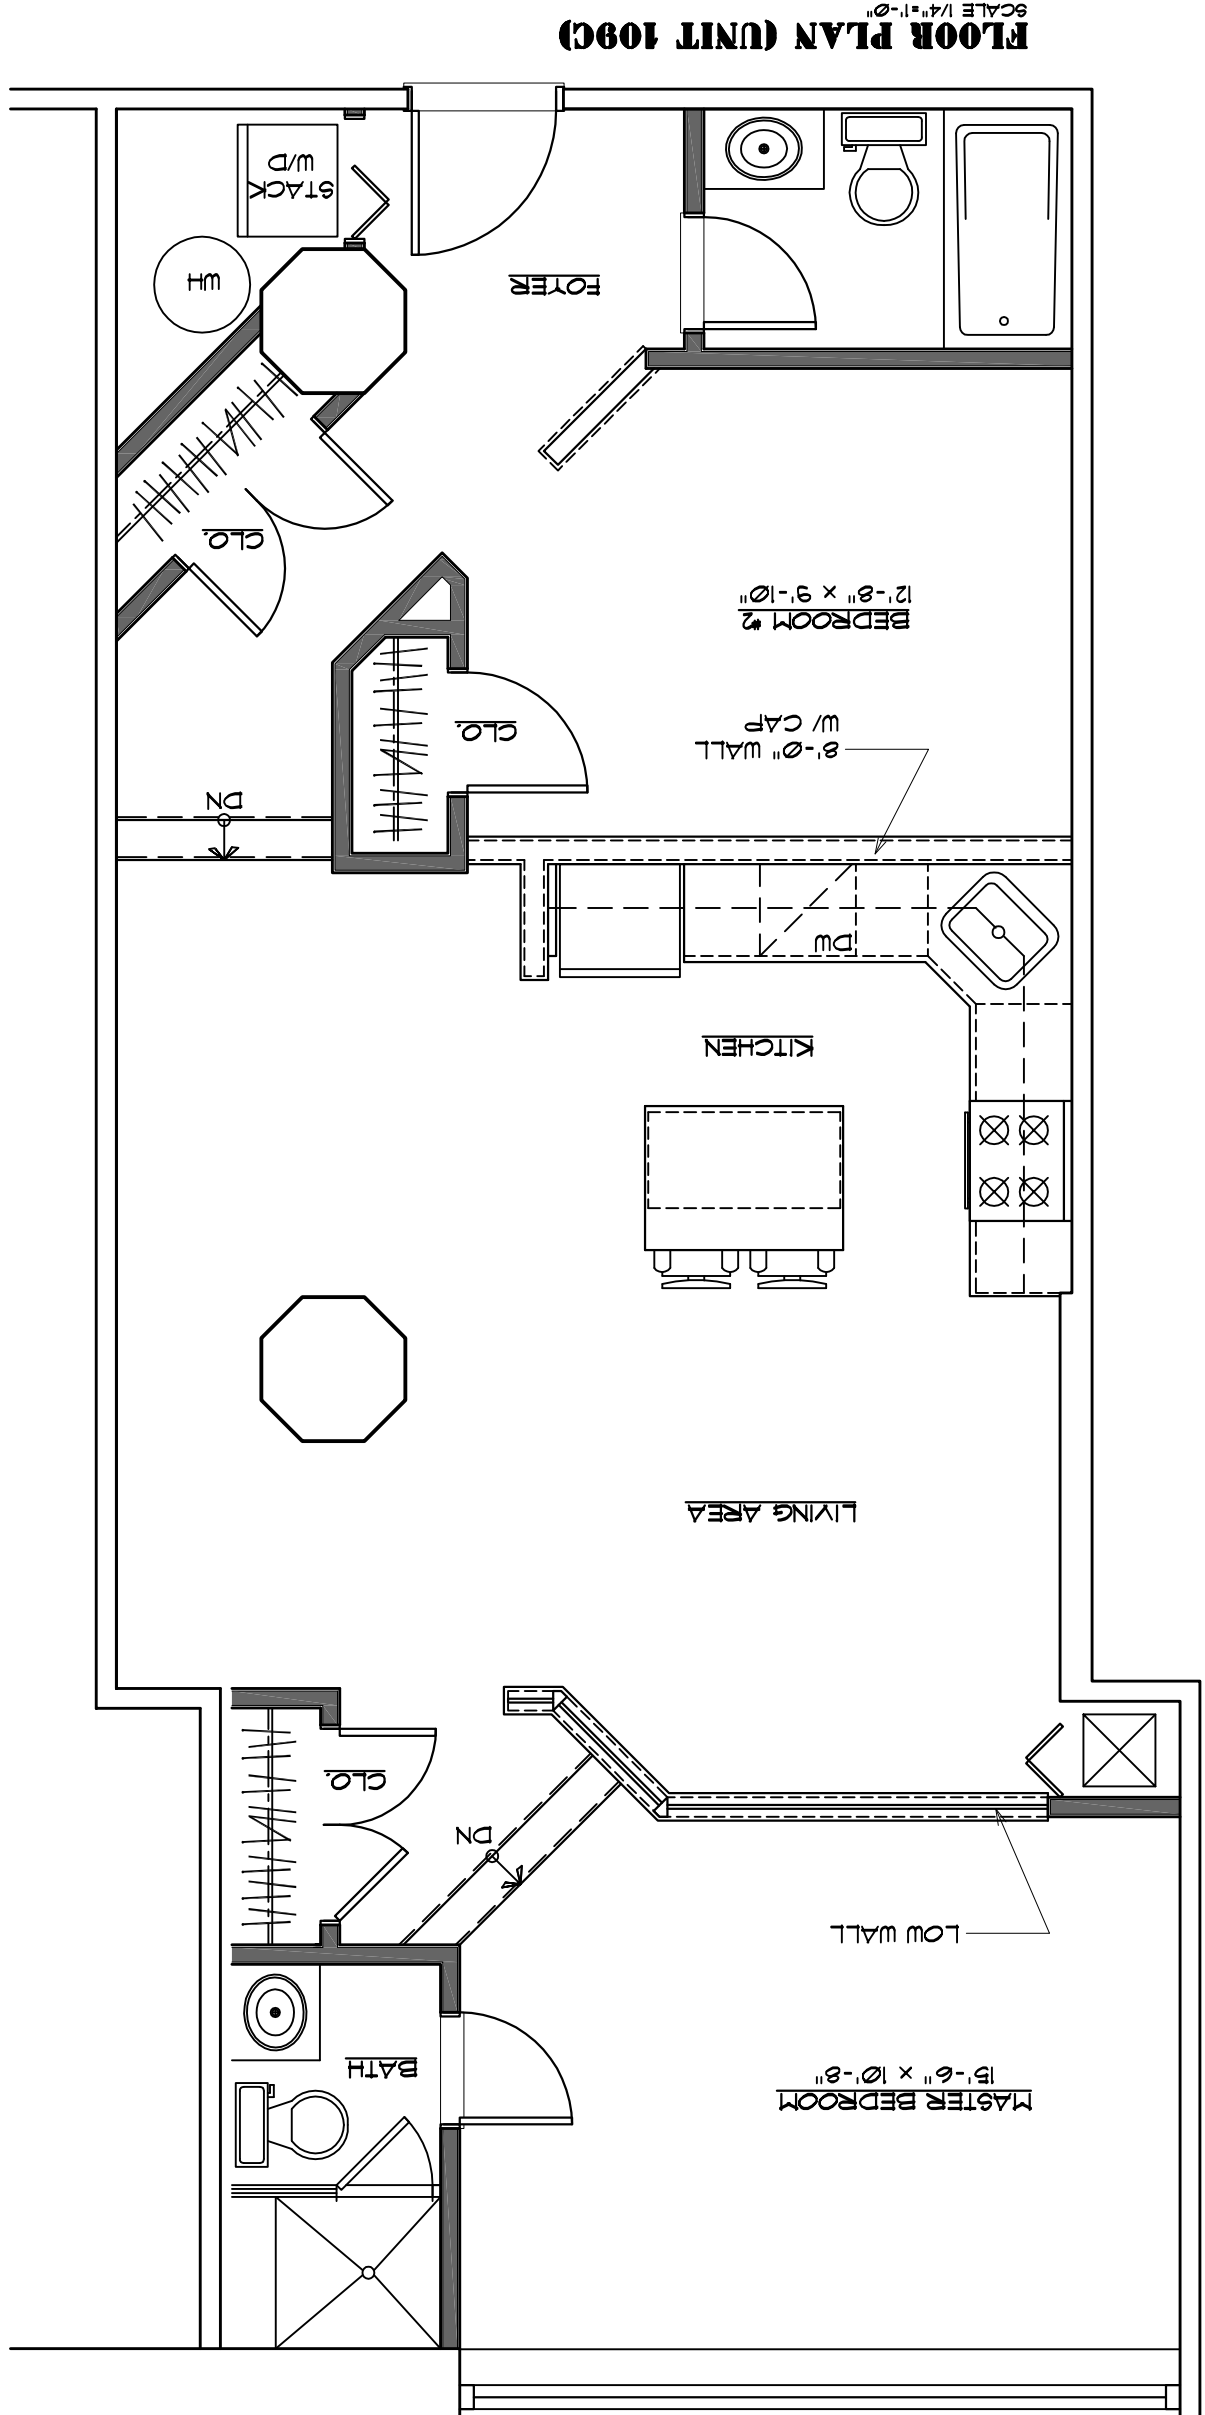 MASTER BEDROOM
15'-6" x 10'-8"
BATH
LOW WALL
DN
CLO.
LIVING AREA
KITCHEN
DW
DN
8'-0" WALL
W/ CAP
CLO.
BEDROOM #2
12'-8" x 9'-10"
CLO.
FOYER
WH
STACK
W/D
FLOOR PLAN (UNIT 109C)
SCALE 1/4"=1'-0"